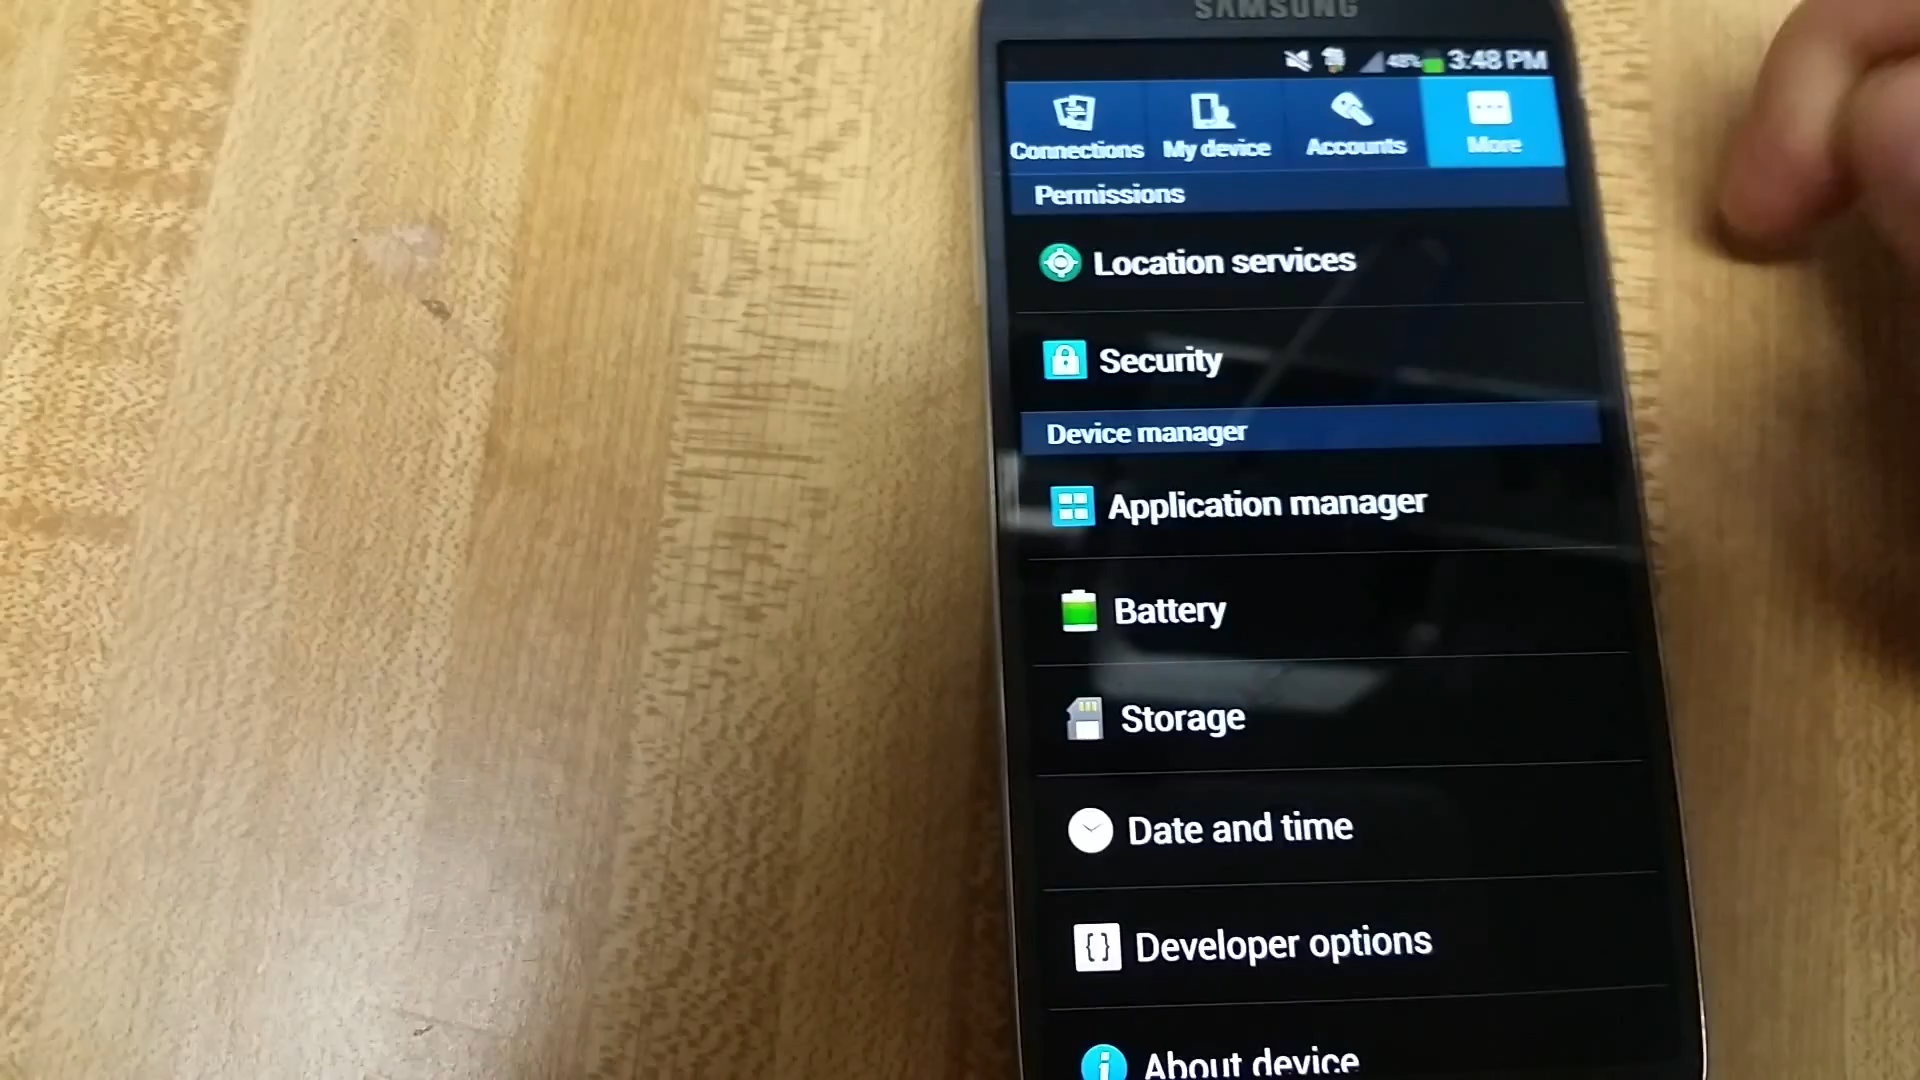 SAMSUNG
48% 3:48 PM
Connections My device Accounts More
Permissions
Location services
Security
Device manager
Application manager
Battery
Storage
Date and time
Developer options
About device